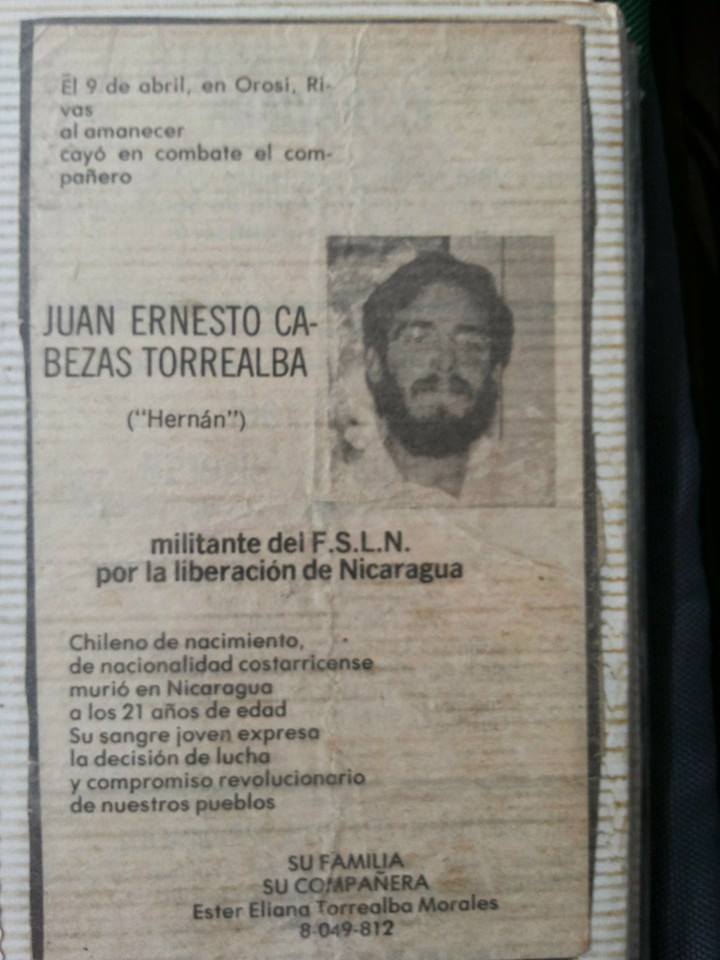 El 9 de abril, en Orosi, Ri-
vas
al amanecer
cayó en combate el com-
pañero
JUAN ERNESTO CA-
BEZAS TORREALBA
("Hernán")
militante del F.S.L.N.
por la liberación de Nicaragua
Chileno de nacimiento,
de nacionalidad costarricense
murió en Nicaragua
a los 21 años de edad
Su sangre joven expresa
la decisión de lucha
y compromiso revolucionario
de nuestros pueblos
SU FAMILIA
SU COMPAÑERA
Ester Eliana Torrealba Morales
8-049-812